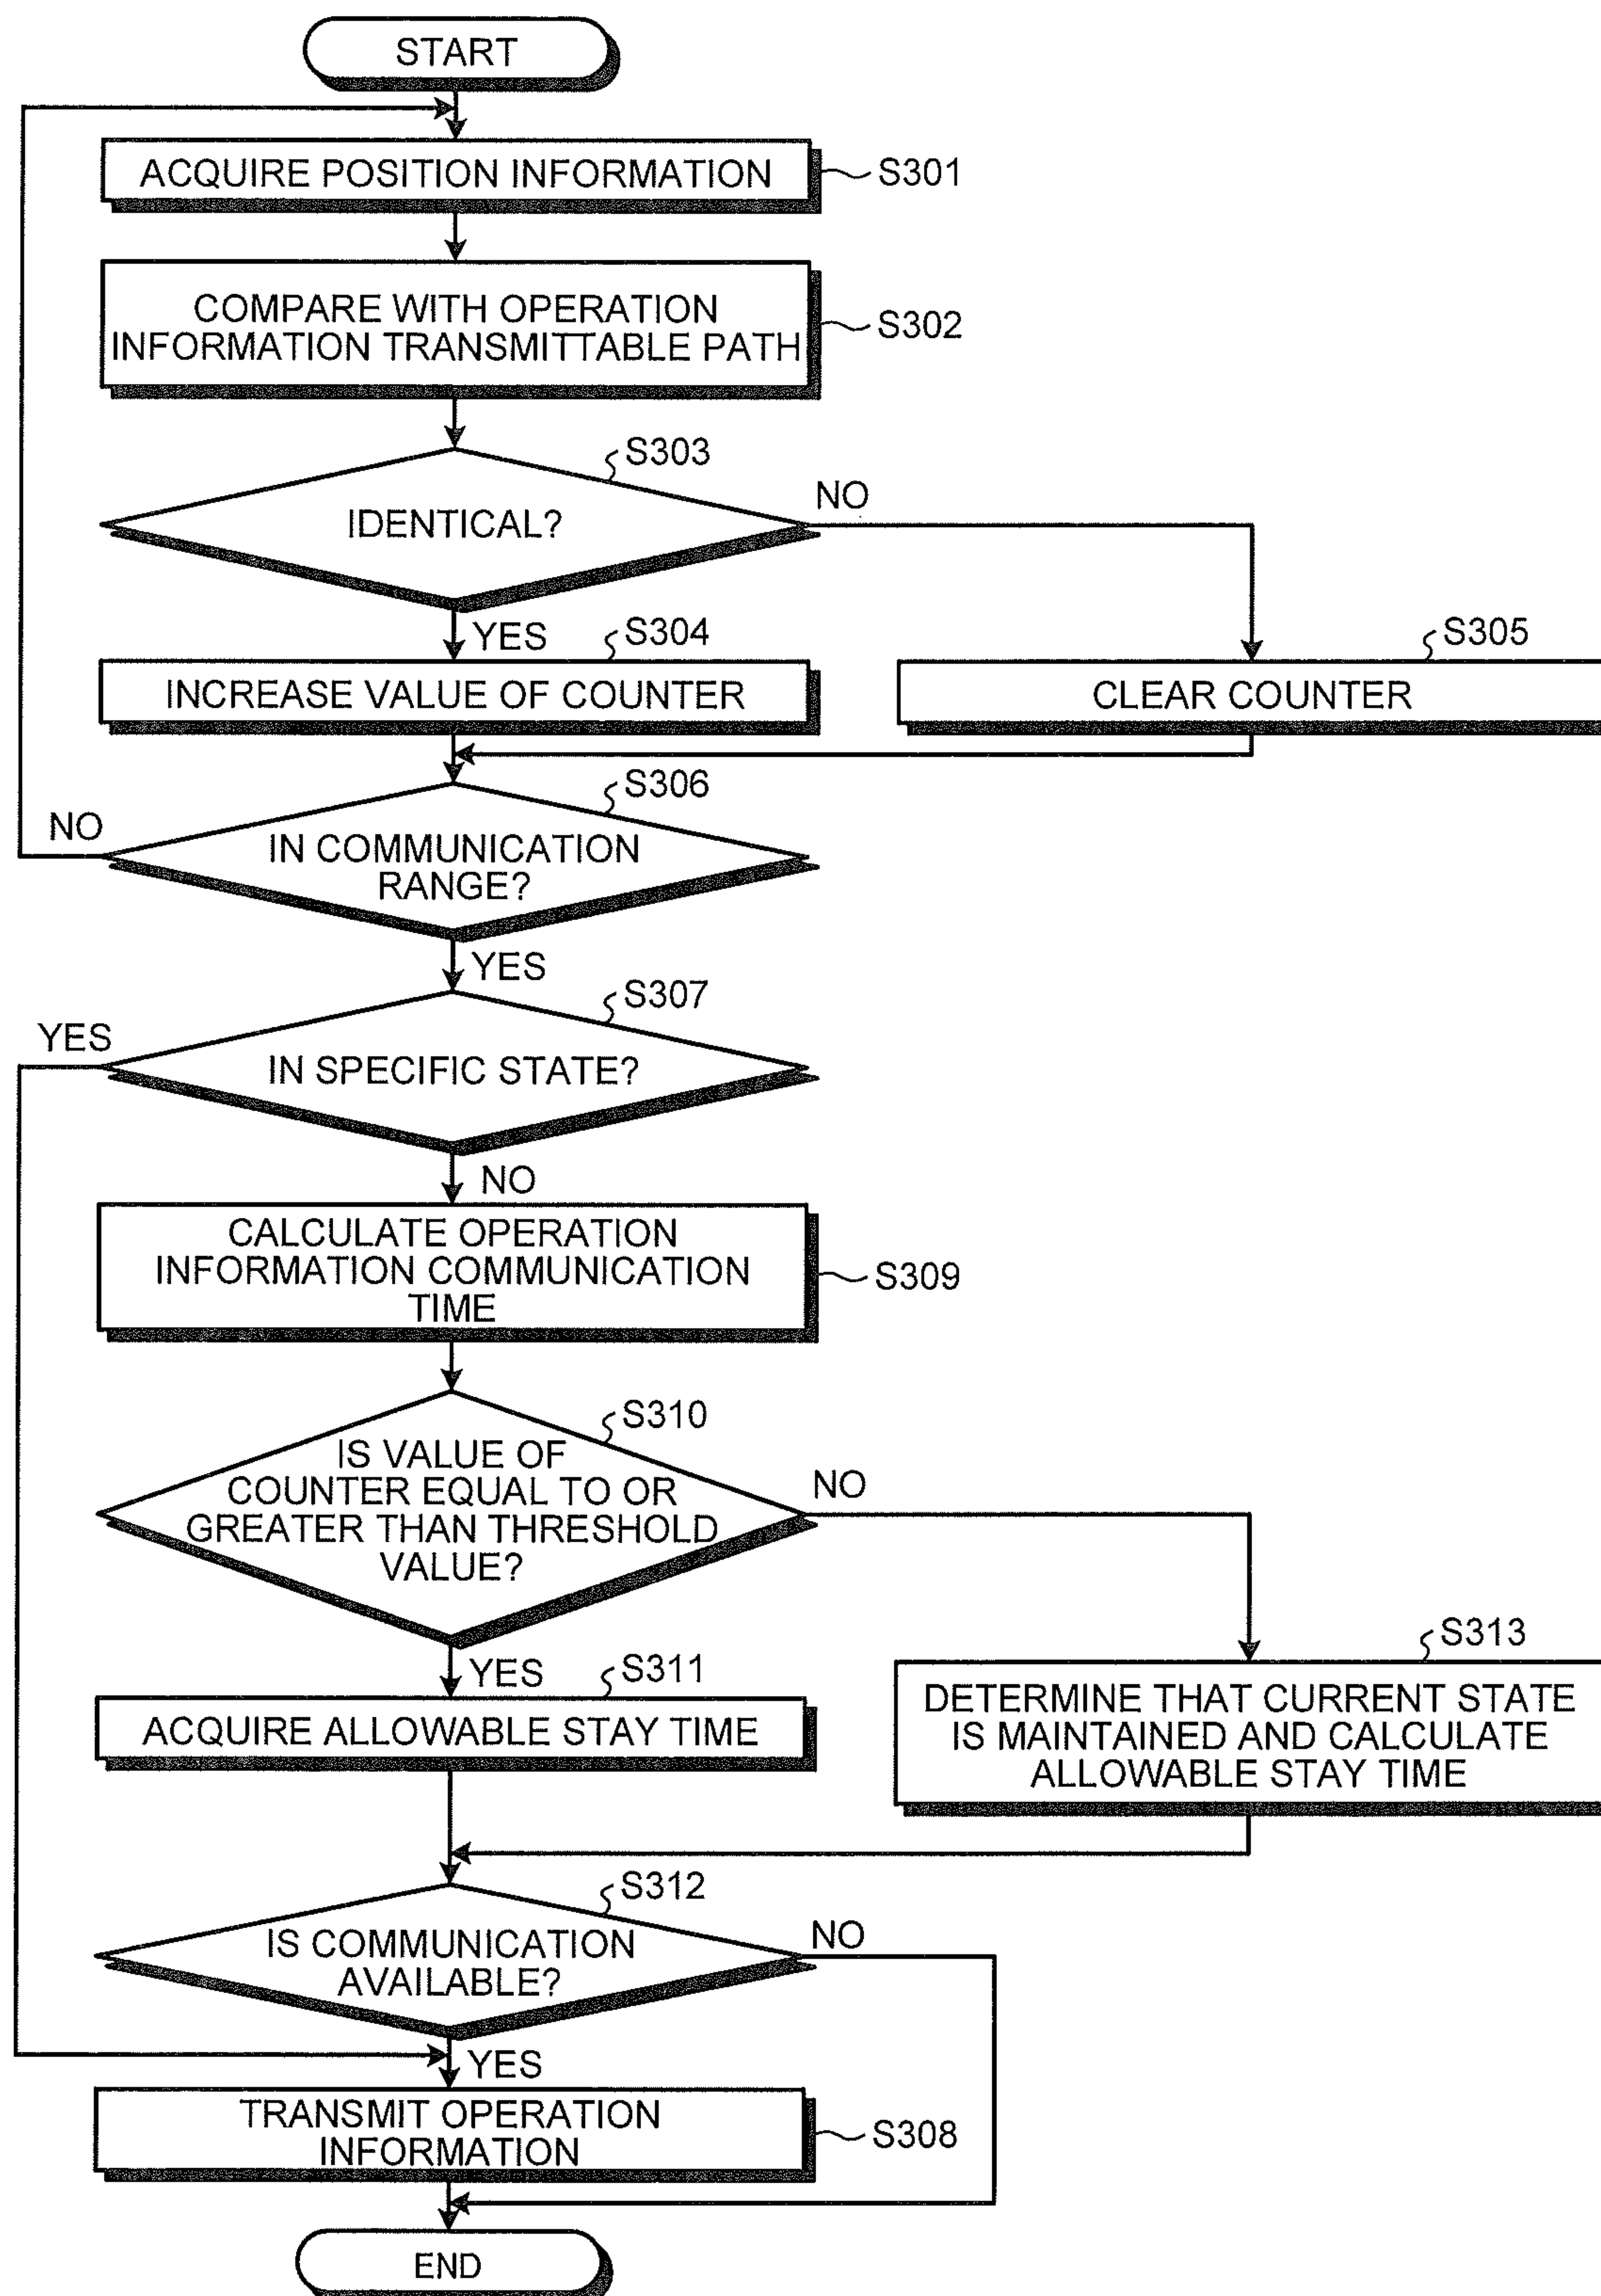 START
ACQUIRE POSITION INFORMATION
S301
COMPARE WITH OPERATION
INFORMATION TRANSMITTABLE PATH
S302
S303
IDENTICAL?
NO
YES
S304
INCREASE VALUE OF COUNTER
S305
CLEAR COUNTER
S306
NO
IN COMMUNICATION
RANGE?
YES
S307
YES
IN SPECIFIC STATE?
NO
CALCULATE OPERATION
INFORMATION COMMUNICATION
TIME
S309
S310
IS VALUE OF
COUNTER EQUAL TO OR
GREATER THAN THRESHOLD
VALUE?
NO
YES
S311
ACQUIRE ALLOWABLE STAY TIME
S313
DETERMINE THAT CURRENT STATE
IS MAINTAINED AND CALCULATE
ALLOWABLE STAY TIME
S312
IS COMMUNICATION
AVAILABLE?
NO
YES
TRANSMIT OPERATION
INFORMATION
S308
END